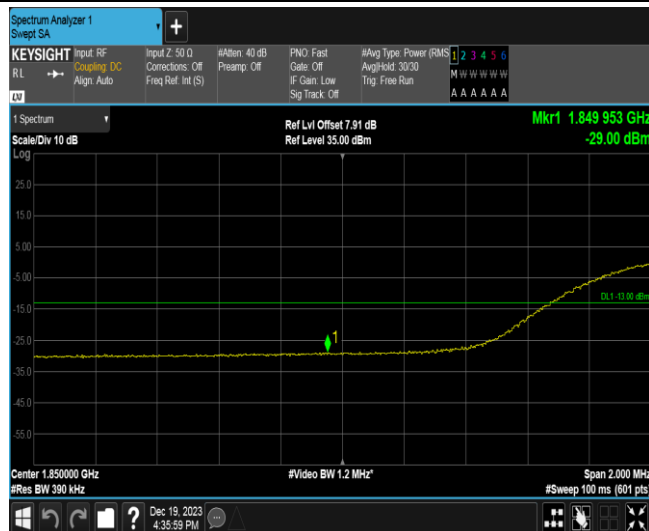 Spectrum Analyzer 1
Swept SA
+
KEYSIGHT
RL
LXI
Input: RF
Coupling: DC
Align: Auto
Input Z: 50 Ω
Corrections: Off
Freq Ref: Int (S)
#Atten: 40 dB
Preamp: Off
PNO: Fast
Gate: Off
IF Gain: Low
Sig Track: Off
#Avg Type: Power (RMS
Avg|Hold: 30/30
Trig: Free Run
1 2 3 4 5 6
M W W W W W
A A A A A A
1 Spectrum
Scale/Div 10 dB
Ref Lvl Offset 7.91 dB
Ref Level 35.00 dBm
Mkr1 1.849 953 GHz
-29.00 dBm
Log
25.0
15.0
5.00
-5.00
DL1 -13.00 dBm
-15.0
1
-25.0
-35.0
-45.0
-55.0
Center 1.850000 GHz
#Video BW 1.2 MHz*
Span 2.000 MHz
#Res BW 390 kHz
#Sweep 100 ms (601 pts)
?
Dec 19, 2023
4:35:59 PM